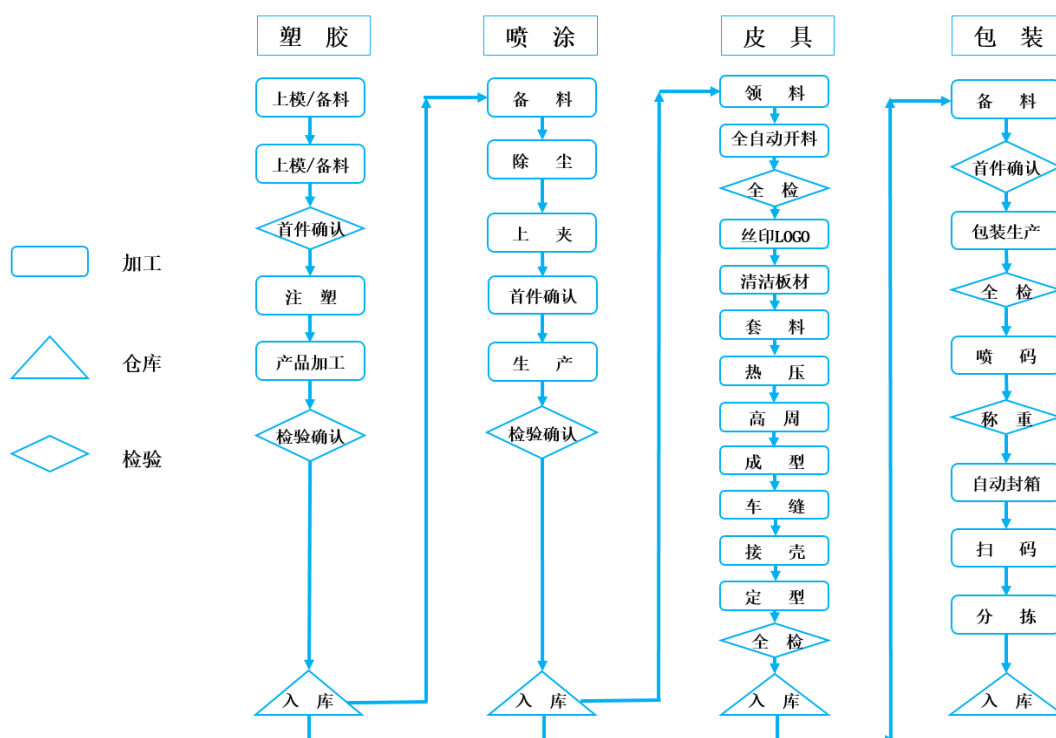 塑 胶
上模/备料
上模/备料
首件确认
注 塑
产品加工
检验确认
入 库
喷 涂
备 料
除 尘
上 夹
首件确认
生 产
检验确认
入 库
皮 具
领 料
全自动开料
全 检
丝印LOGO
清洁板材
套 料
热 压
高 周
成 型
车 缝
接 壳
定 型
全 检
入 库
包 装
备 料
首件确认
包装生产
全 检
喷 码
称 重
自动封箱
扫 码
分 拣
入 库
加工
仓库
检验